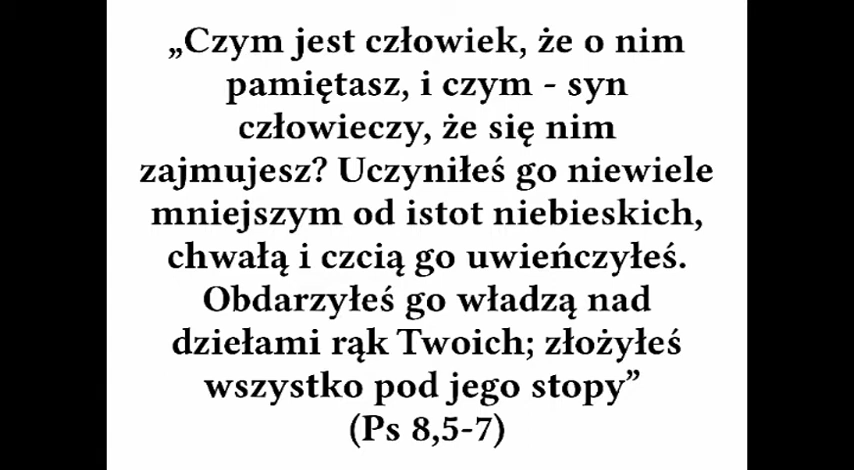 „Czym jest człowiek, że o nim
pamiętasz, i czym - syn
człowieczy, że się nim
zajmujesz? Uczyniłeś go niewiele
mniejszym od istot niebieskich,
chwałą i czcią go uwieńczyłeś.
Obdarzyłeś go władzą nad
dziełami rąk Twoich; złożyłeś
wszystko pod jego stopy”
(Ps 8,5-7)